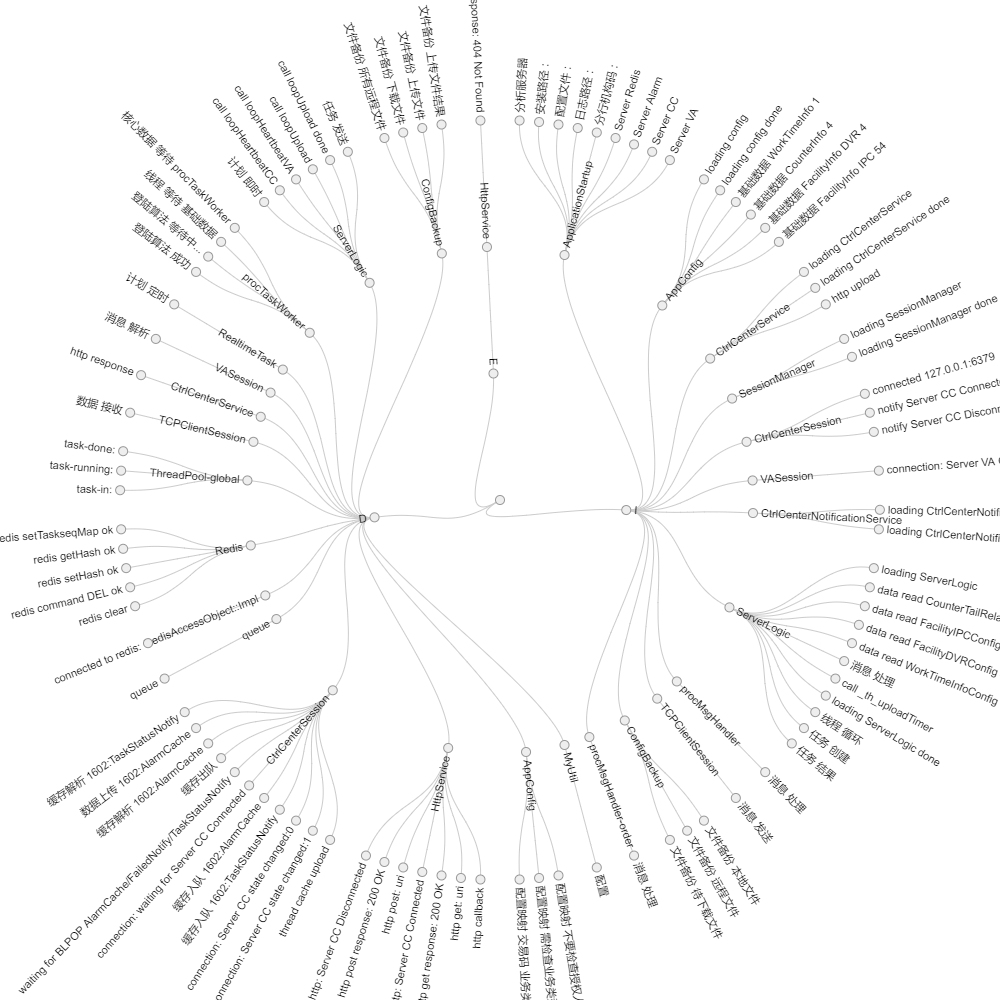 sponse: 404 Not Found
HttpService
E
分析服务器
安装路径：
配置文件：
日志路径：
分行机构码：
Server Redis
Server Alarm
Server CC
Server VA
ApplicationStartup
loading config
loading config done
基础数据 WorkTimeInfo 1
基础数据 CounterInfo 4
基础数据 FacilityInfo DVR 4
基础数据 FacilityInfo IPC 54
AppConfig
loading CtrlCenterService
loading CtrlCenterService done
http upload
CtrlCenterService
loading SessionManager
loading SessionManager done
SessionManager
connected 127.0.0.1:6379
notify Server CC Connect
notify Server CC Disconn
CtrlCenterSession
connection: Server VA
VASession
loading CtrlCenterNotifi
loading CtrlCenterNotifi
CtrlCenterNotificationService
I
loading ServerLogic
data read CounterTailRela
data read FacilityIPCConfig
data read FacilityDVRConfig
data read WorkTimeInfoConfig
消息 处理
call _th_uploadTimer
loading ServerLogic done
线程 循环
任务 创建
任务 结果
ServerLogic
procMsgHandler
消息 处理
TCPClientSession
消息 发送
ConfigBackup
文件备份 本地文件
文件备份 远程文件
文件备份 待下载文件
procMsgHandler-order
消息 处理
MyUtil
配置
AppConfig
配置映射 不要检查授权人
配置映射 需检查业务类
配置映射 交易码 业务类
HttpService
http callback
http get: uri
tp get response: 200 OK
tp: Server CC Connected
http post: uri
http post response: 200 OK
http: Server CC Disconnected
CtrlCenterSession
thread cache upload
onnection: Server CC state changed:1
connection: Server CC state changed:0
缓存入队 1602:TaskStatusNotify
缓存入队 1602:AlarmCache
connection: waiting for Server CC Connected
waiting for BLPOP AlarmCache/FailedNotify/TaskStatusNotify
缓存出队
缓存解析 1602:AlarmCache
数据上传 1602:AlarmCache
缓存解析 1602:TaskStatusNotify
queue
queue
edisAccessObject::Impl
connected to redis:
Redis
redis clear
redis command DEL ok
redis setHash ok
redis getHash ok
edis setTaskseqMap ok
ThreadPool-global
task-in:
task-running:
task-done:
TCPClientSession
数据 接收
CtrlCenterService
http response
VASession
消息 解析
RealtimeTask
计划 定时
procTaskWorker
登陆算法 成功
登陆算法 等待中...
线程 等待 基础数据
核心数据 等待 procTaskWorker
ServerLogic
计划 即时
call loopHeartbeatCC
call loopHeartbeatVA
call loopUpload
call loopUpload done
任务 发送
ConfigBackup
文件备份 所有远程文件
文件备份 下载文件
文件备份 上传文件
文件备份 上传文件结果
D